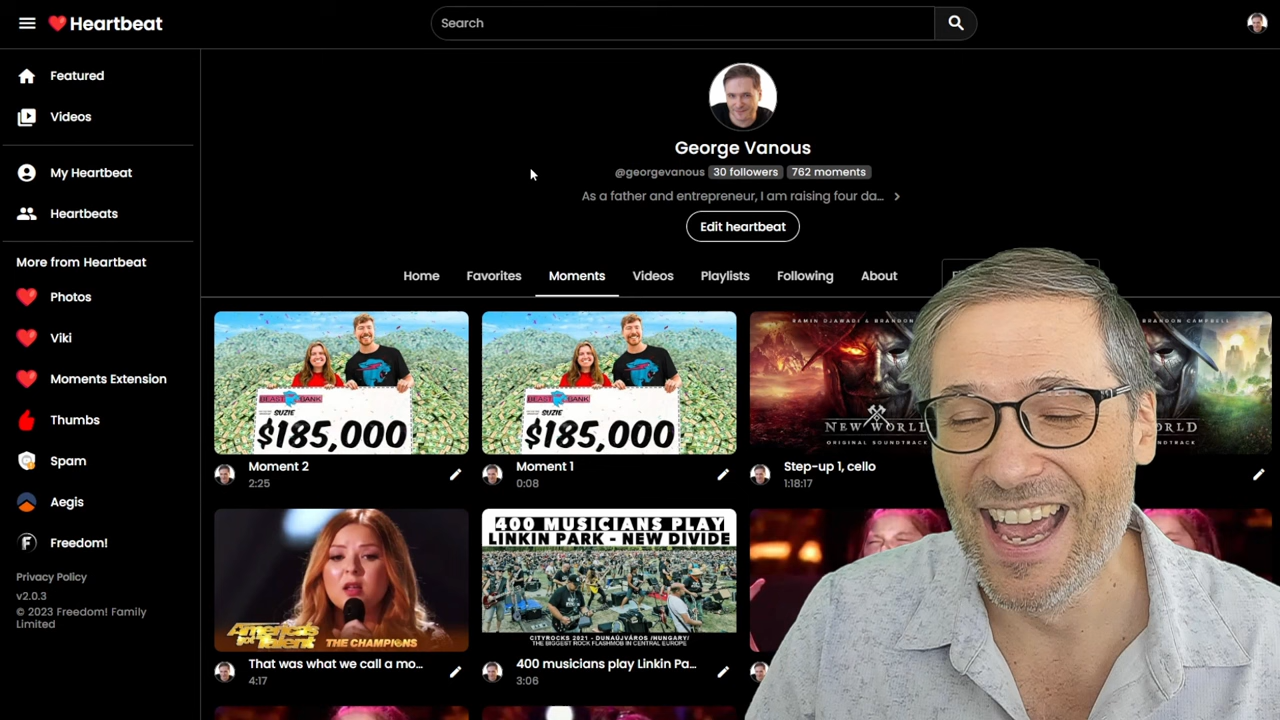 Heartbeat
Search
Featured
Videos
My Heartbeat
Heartbeats
More from Heartbeat
Photos
Viki
Moments Extension
Thumbs
Spam
Aegis
Freedom!
Privacy Policy
v2.0.3
© 2023 Freedom! Family
Limited
George Vanous
@georgevanous 30 followers 762 moments
As a father and entrepreneur, I am raising four da...
Edit heartbeat
Home Favorites Moments Videos Playlists Following About
BEAST BANK
SUZIE
$185,000
Moment 2
2:25
BEAST BANK
SUZIE
$185,000
Moment 1
0:08
RAMIN DJAWADI & BRANDON
NEW WORLD
ORIGINAL SOUNDTRACK
Step-up 1, cello
1:18:17
BRANDON CAMPBELL
America's got Talent THE CHAMPIONS
That was what we call a mo...
4:17
400 MUSICIANS PLAY
LINKIN PARK - NEW DIVIDE
CITYROCKS 2021 - DUNAÚJVÁROS /HUNGARY/
THE BIGGEST ROCK FLASHMOB IN CENTRAL EUROPE
400 musicians play Linkin Pa...
3:06